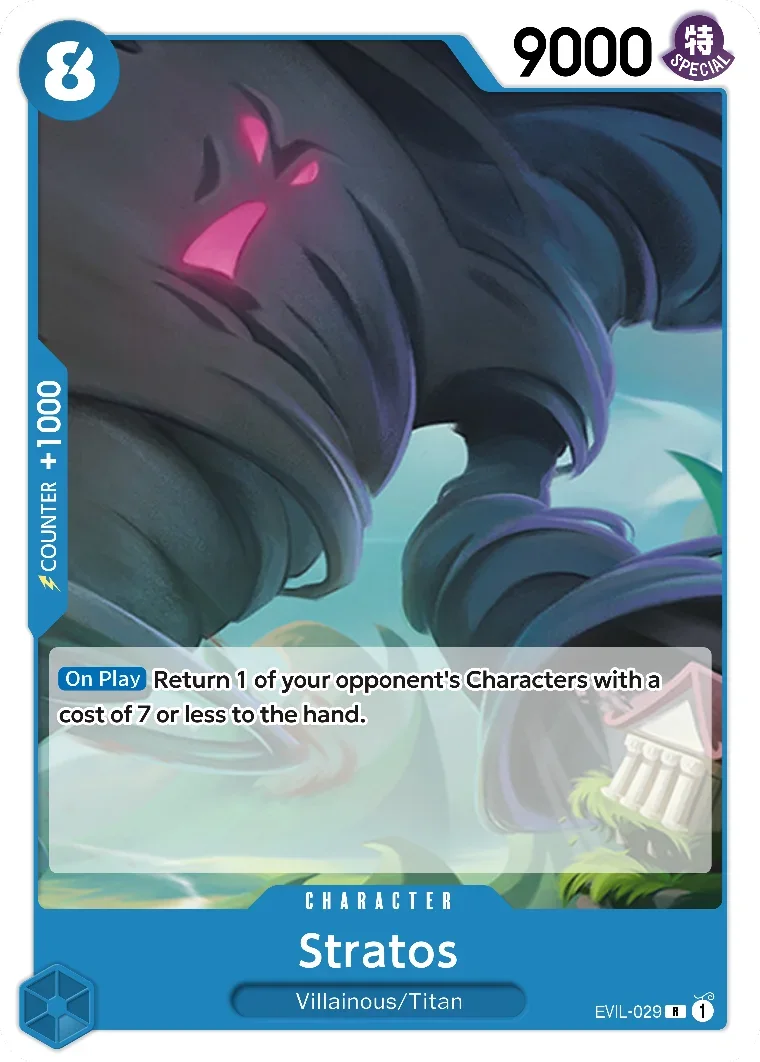 8
9000
特
SPECIAL
COUNTER +1000
On Play Return 1 of your opponent's Characters with a
cost of 7 or less to the hand.
CHARACTER
Stratos
Villainous/Titan
EVIL-029 R 1